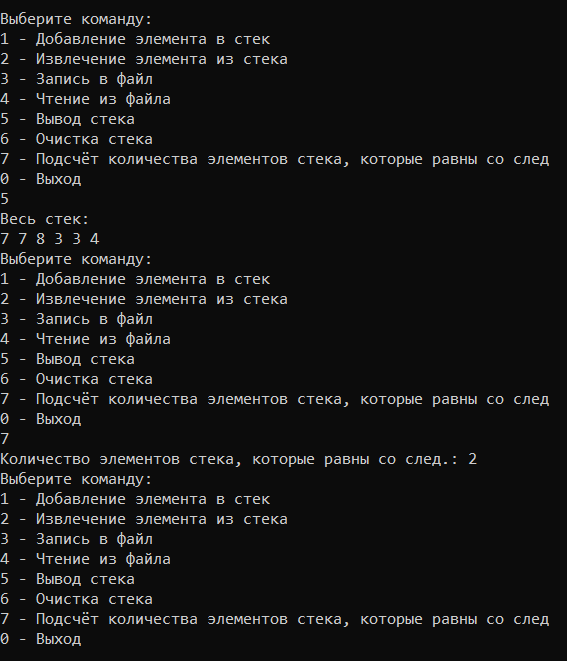 Выберите команду:
1 - Добавление элемента в стек
2 - Извлечение элемента из стека
3 - Запись в файл
4 - Чтение из файла
5 - Вывод стека
6 - Очистка стека
7 - Подсчёт количества элементов стека, которые равны со след
0 - Выход
5
Весь стек:
7 7 8 3 3 4
Выберите команду:
1 - Добавление элемента в стек
2 - Извлечение элемента из стека
3 - Запись в файл
4 - Чтение из файла
5 - Вывод стека
6 - Очистка стека
7 - Подсчёт количества элементов стека, которые равны со след
0 - Выход
7
Количество элементов стека, которые равны со след.: 2
Выберите команду:
1 - Добавление элемента в стек
2 - Извлечение элемента из стека
3 - Запись в файл
4 - Чтение из файла
5 - Вывод стека
6 - Очистка стека
7 - Подсчёт количества элементов стека, которые равны со след
0 - Выход